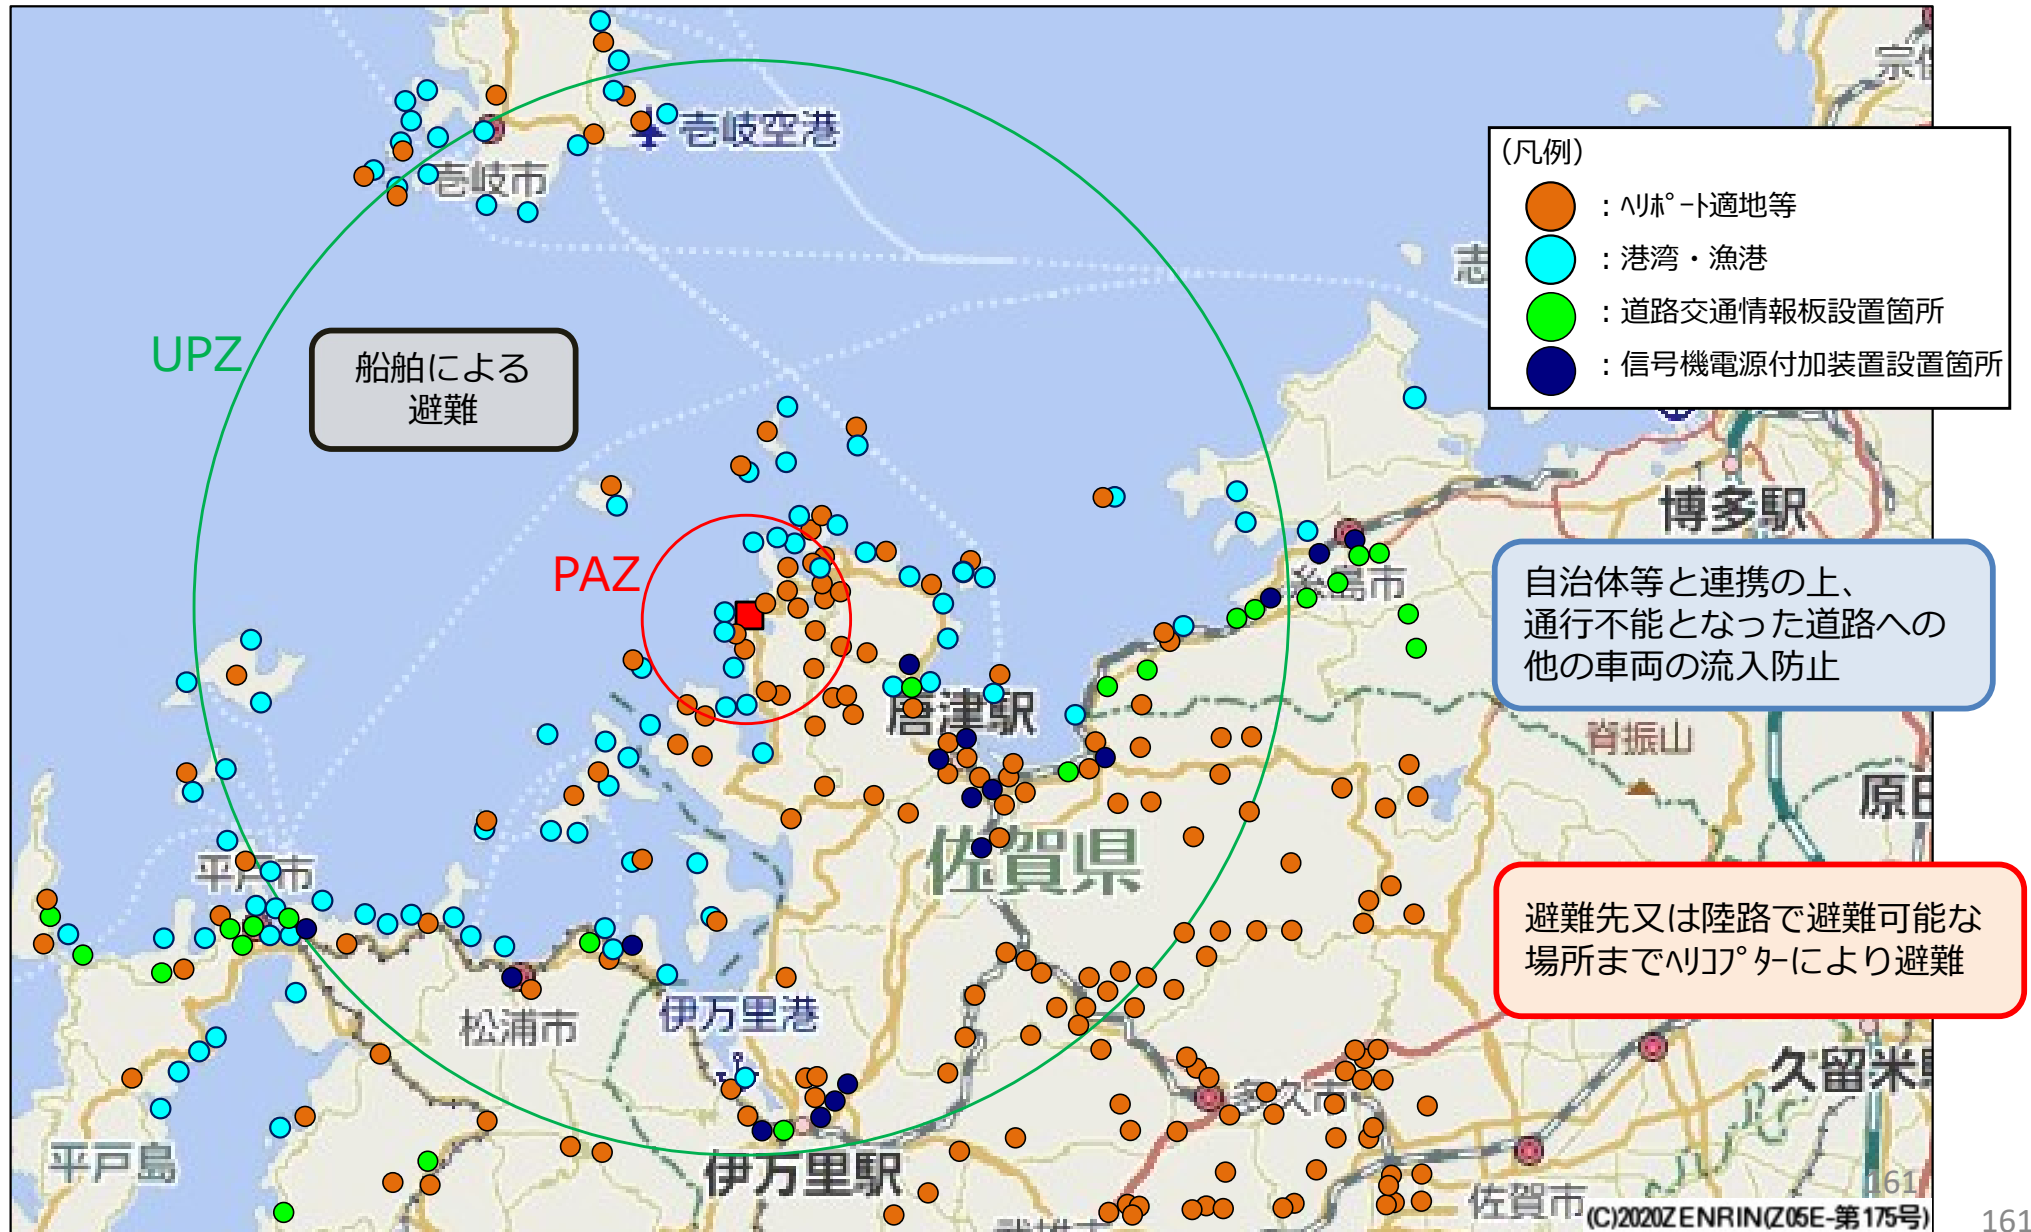 壱岐空港
壱岐市
(凡例)
：ﾍﾘﾎﾟｰﾄ適地等
：港湾・漁港
：道路交通情報板設置箇所
：信号機電源付加装置設置箇所
UPZ
船舶による
避難
PAZ
博多駅
糸島市
自治体等と連携の上、
通行不能となった道路への
他の車両の流入防止
唐津駅
脊振山
佐賀県
平戸市
避難先又は陸路で避難可能な
場所までﾍﾘｺﾌﾟﾀｰにより避難
松浦市
伊万里港
多久市
平戸島
伊万里駅
佐賀市
161
(C)2020ZENRIN(Z05E-第175号)
161